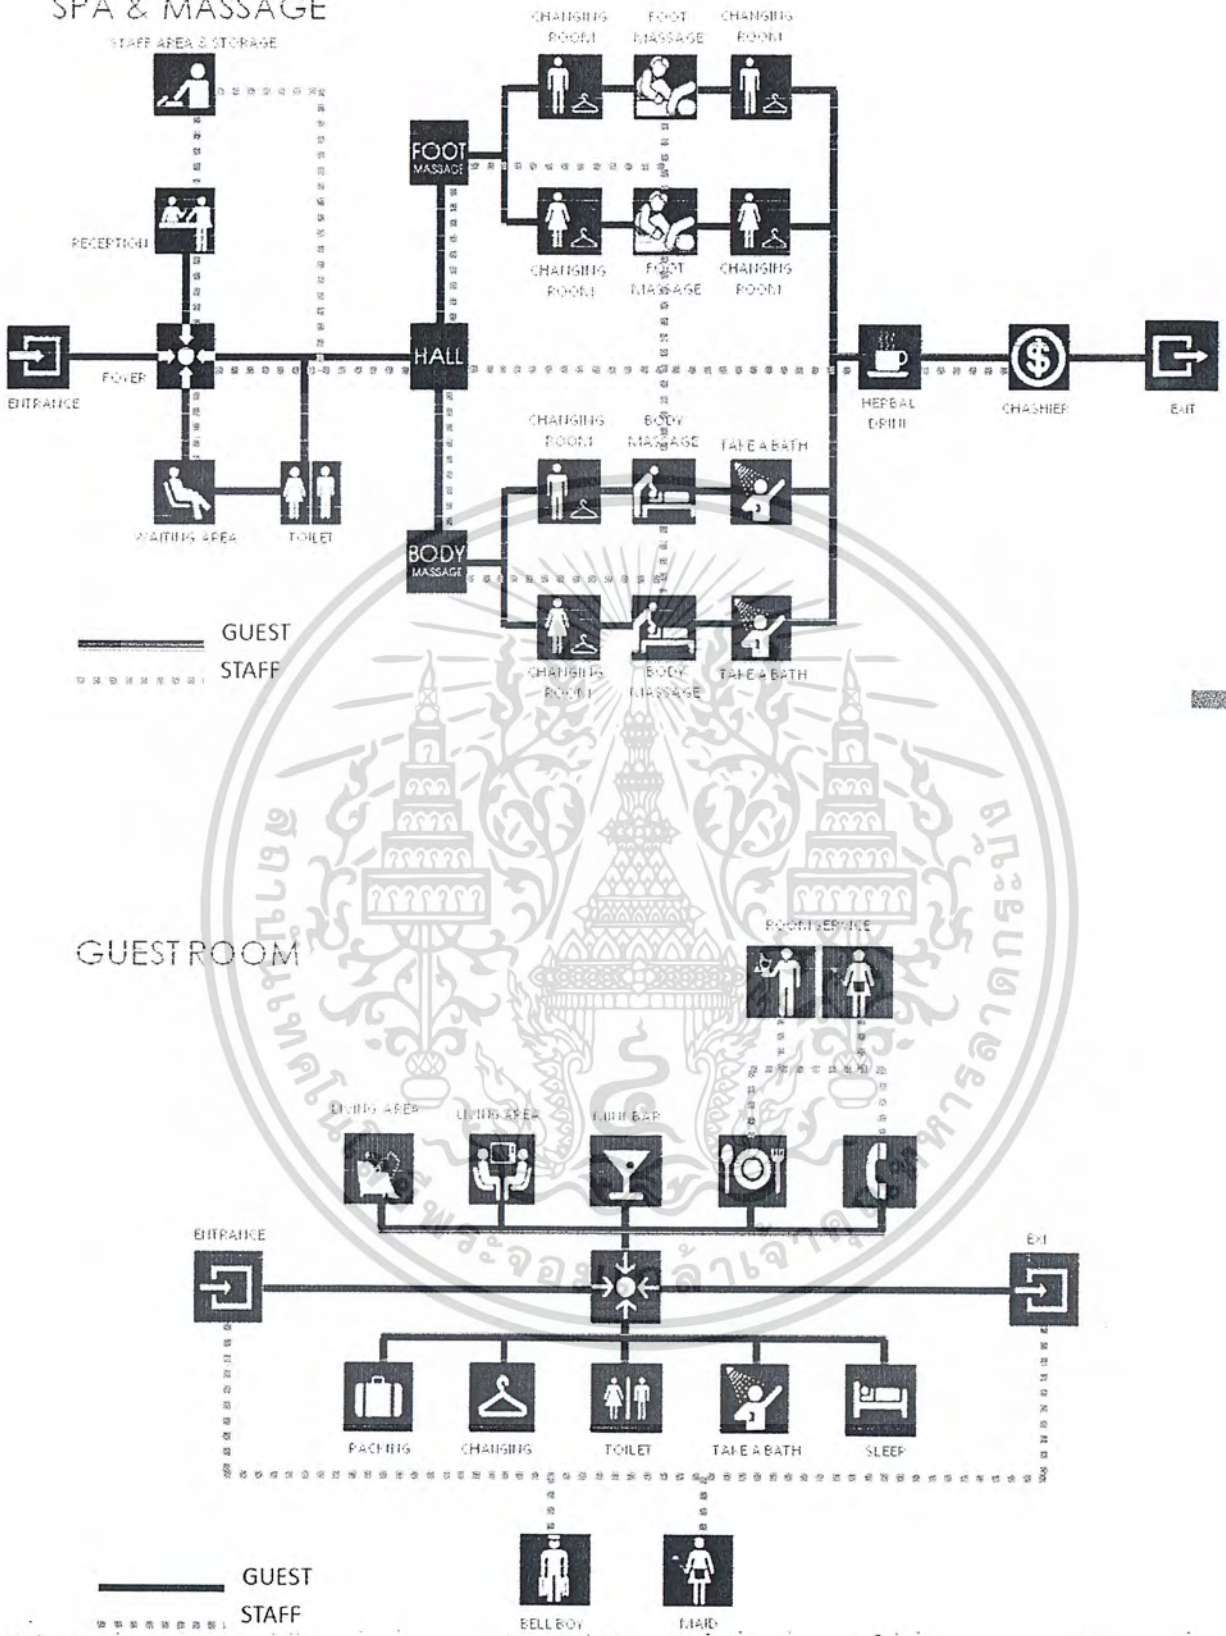 SPA & MASSAGE
STAFF AREA & STORAGE
CHANGING
ROOM
FOOT
MASSAGE
CHANGING
ROOM
FOOT
MASSAGE
RECEPTION
CHANGING
ROOM
FOOT
MASSAGE
CHANGING
ROOM
HALL
FOYER
ENTRANCE
HERBAL
DRINK
CHASHIER
EXIT
CHANGING
ROOM
BODY
MASSAGE
TAKE A BATH
WAITING AREA
TOILET
BODY
MASSAGE
GUEST
STAFF
CHANGING
ROOM
BODY
MASSAGE
TAKE A BATH
GUEST ROOM
ROOM SERVICE
LIVING AREA
LIVING AREA
MINI BAR
ENTRANCE
EXIT
PACKING
CHANGING
TOILET
TAKE A BATH
SLEEP
GUEST
STAFF
BELL BOY
MAID